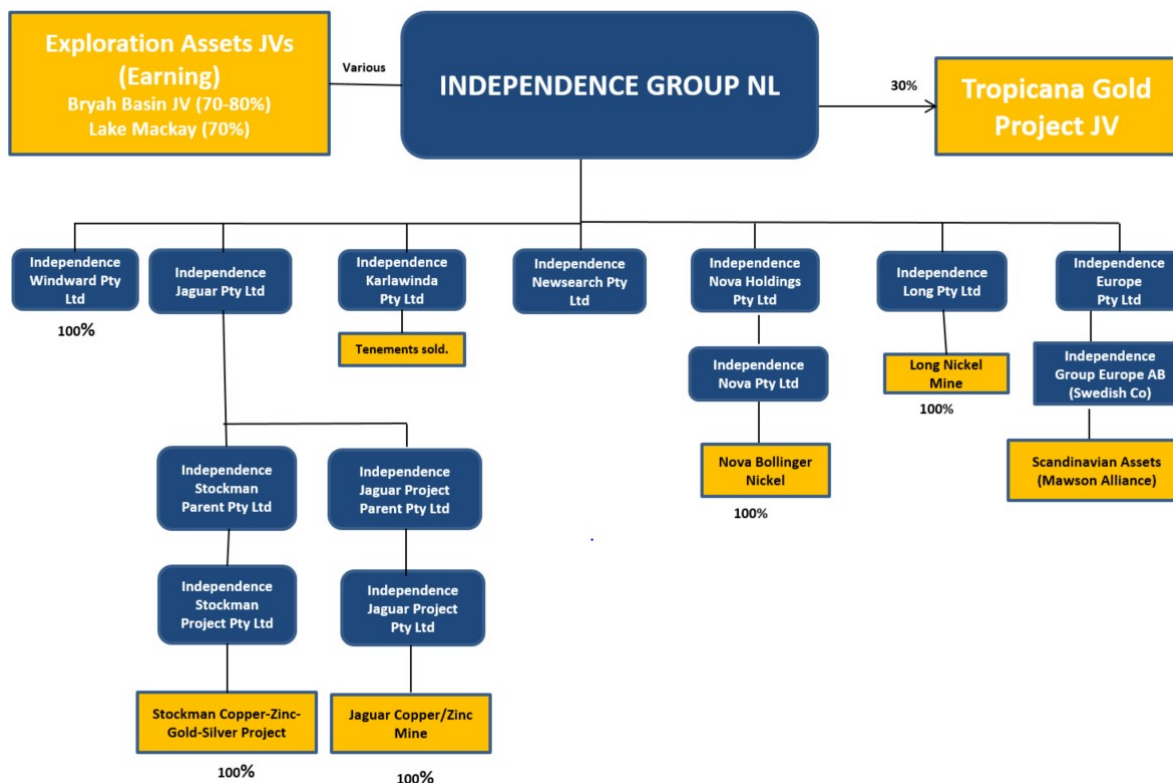 Exploration Assets JVs
(Earning)
Bryah Basin JV (70-80%)
Lake Mackay (70%)
Various
INDEPENDENCE GROUP NL
30%
Tropicana Gold
Project JV
Independence
Windward Pty
Ltd
100%
Independence
Jaguar Pty Ltd
Independence
Karlawinda
Pty Ltd
Tenements sold.
Independence
Newsearch Pty
Ltd
Independence
Nova Holdings
Pty Ltd
Independence
Nova Pty Ltd
Nova Bollinger
Nickel
100%
Independence
Long Pty Ltd
Long Nickel
Mine
100%
Independence
Europe
Pty Ltd
Independence
Group Europe AB
(Swedish Co)
Scandinavian Assets
(Mawson Alliance)
Independence
Stockman
Parent Pty Ltd
Independence
Stockman
Project Pty Ltd
Stockman Copper-Zinc-
Gold-Silver Project
100%
Independence
Jaguar Project
Parent Pty Ltd
Independence
Jaguar Project
Pty Ltd
Jaguar Copper/Zinc
Mine
100%